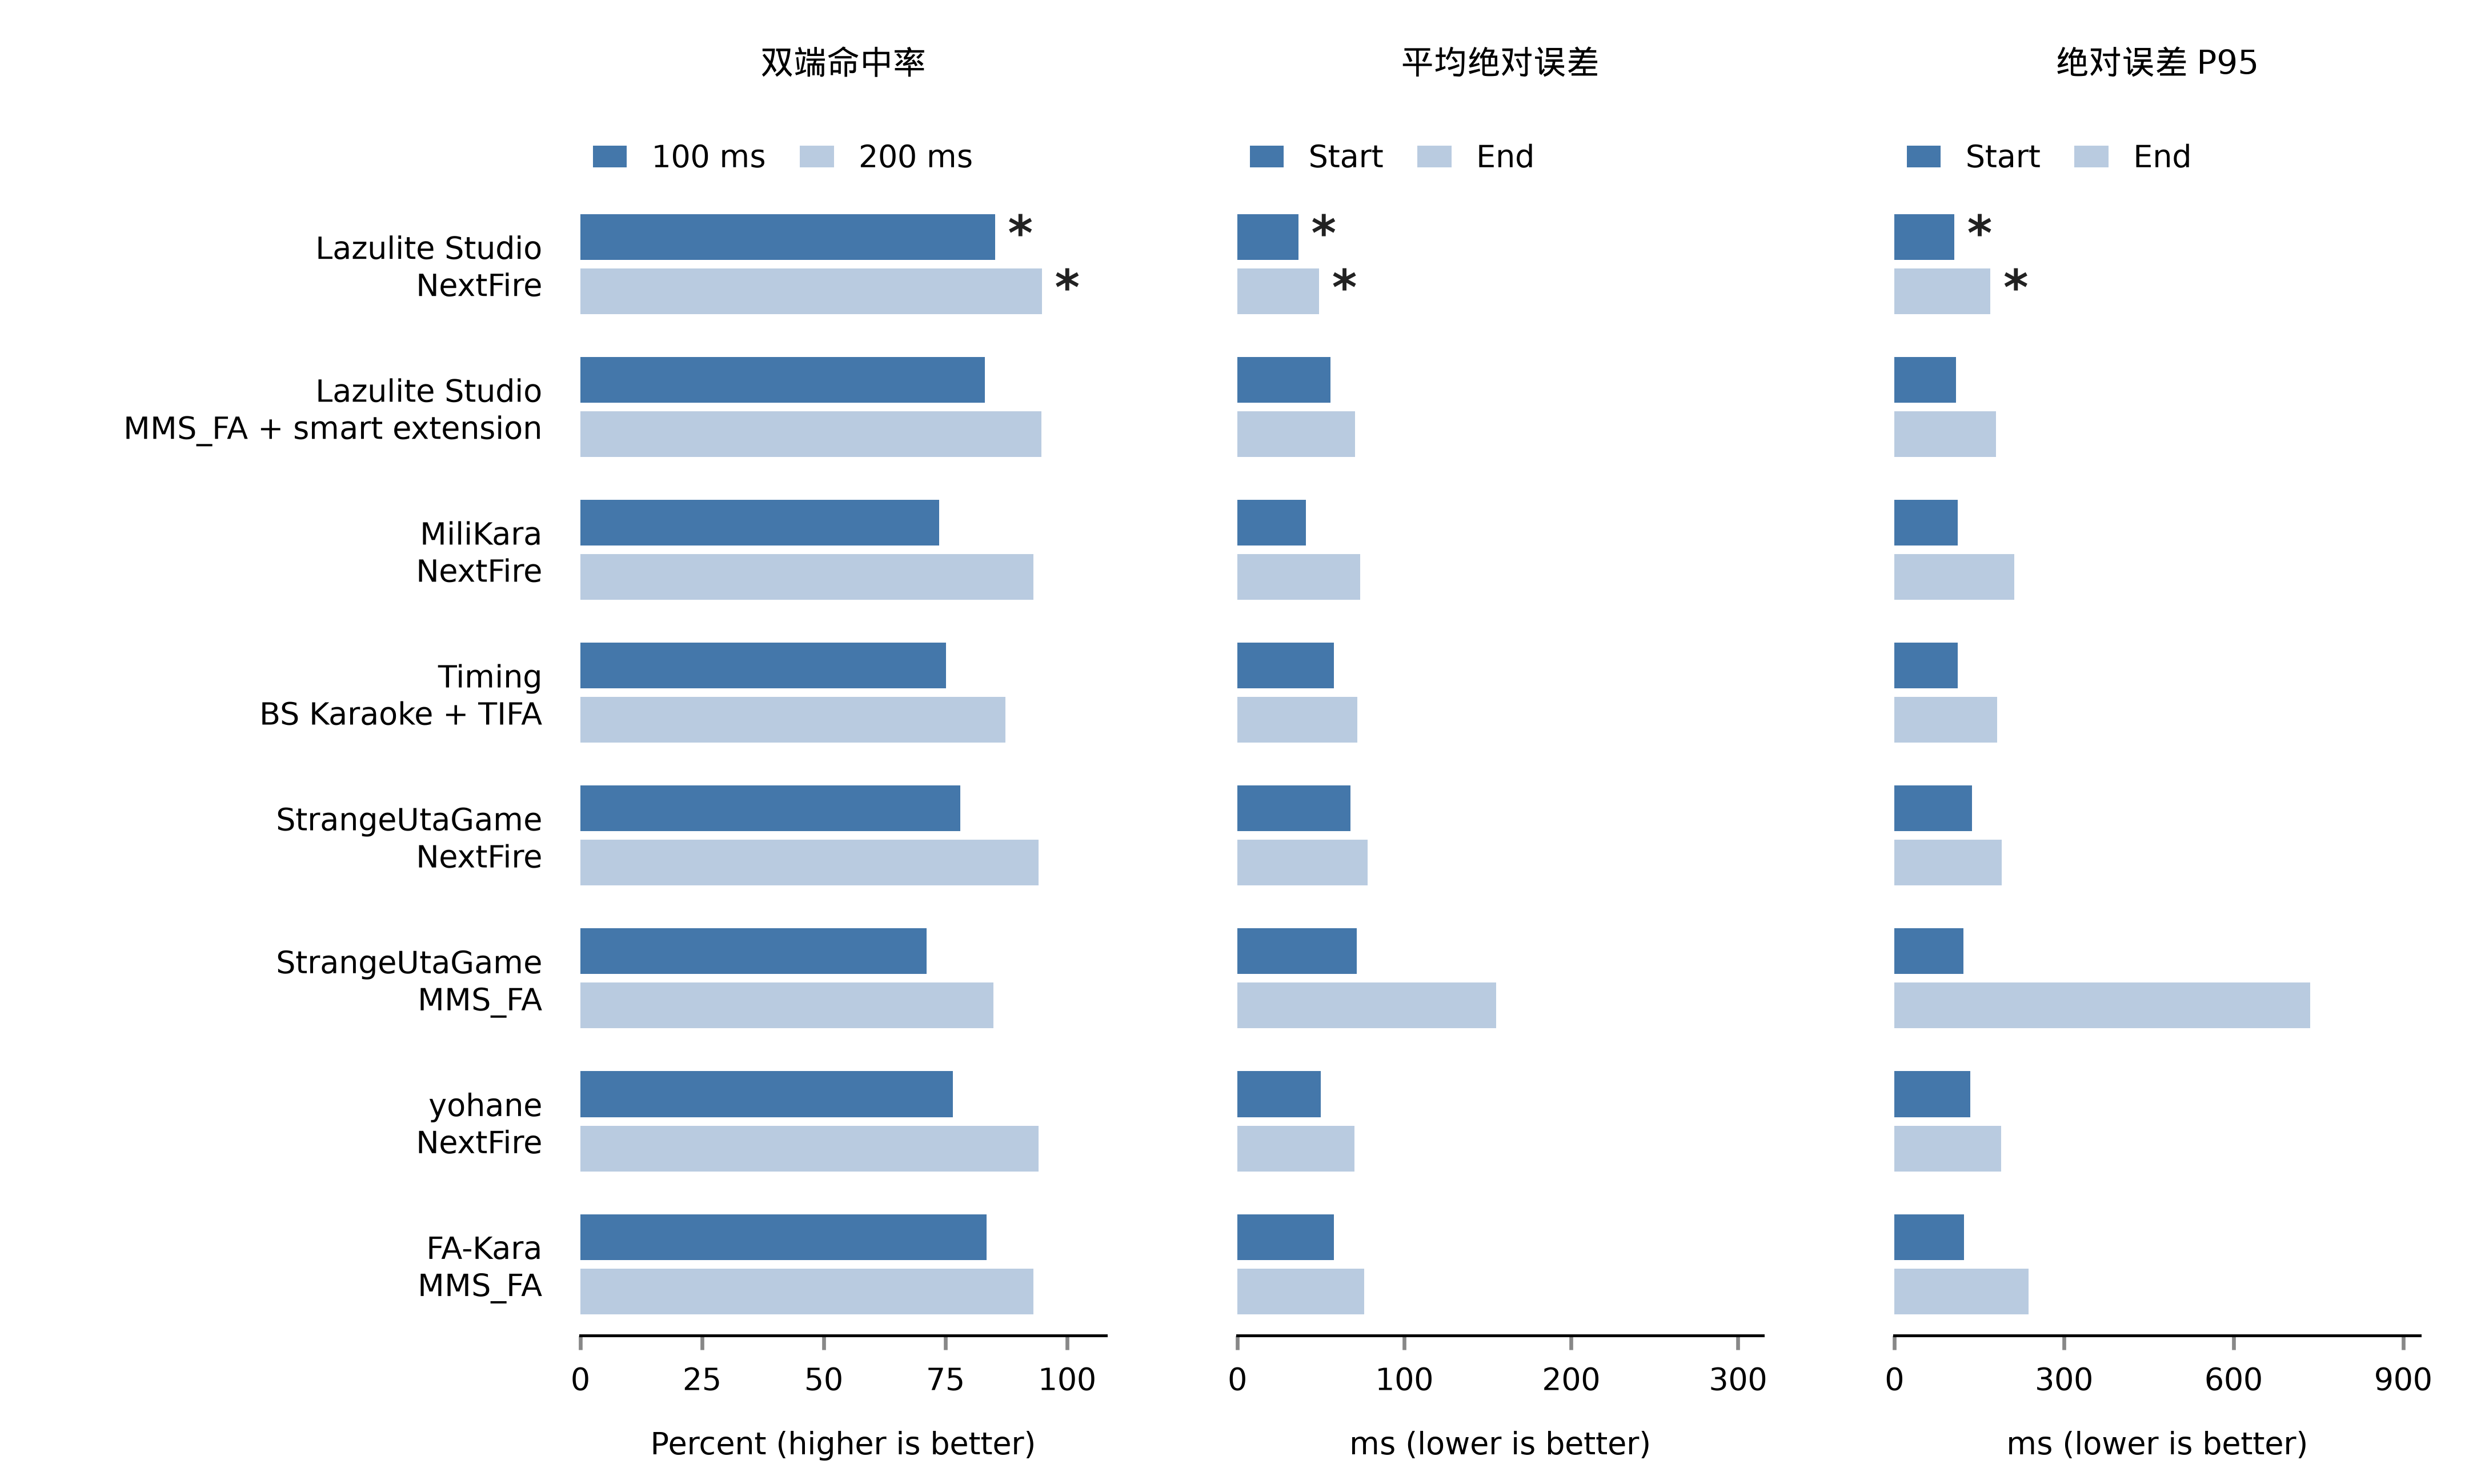 双端命中率
平均绝对误差
绝对误差 P95
100 ms 200 ms
Start End
Start End
Lazulite Studio
NextFire
*
*
*
*
*
*
Lazulite Studio
MMS_FA + smart extension
MiliKara
NextFire
Timing
BS Karaoke + TIFA
StrangeUtaGame
NextFire
StrangeUtaGame
MMS_FA
yohane
NextFire
FA-Kara
MMS_FA
0 25 50 75 100
0 100 200 300
0 300 600 900
Percent (higher is better)
ms (lower is better)
ms (lower is better)